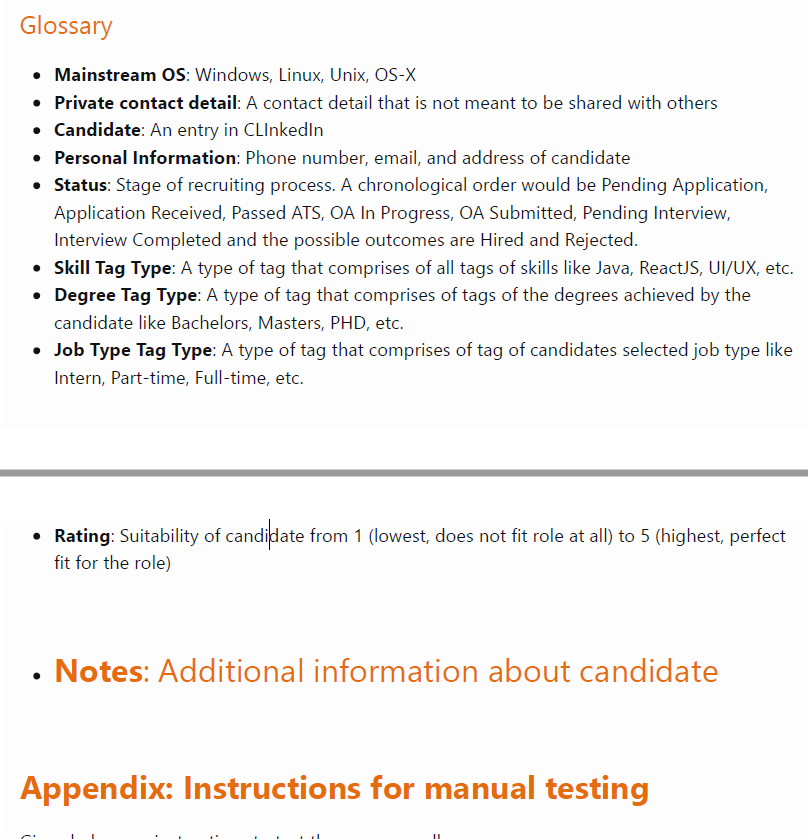 Glossary
Mainstream OS: Windows, Linux, Unix, OS-X
Private contact detail: A contact detail that is not meant to be shared with others
Candidate: An entry in CLInkedIn
Personal Information: Phone number, email, and address of candidate
Status: Stage of recruiting process. A chronological order would be Pending Application,
Application Received, Passed ATS, OA In Progress, OA Submitted, Pending Interview,
Interview Completed and the possible outcomes are Hired and Rejected.
Skill Tag Type: A type of tag that comprises of all tags of skills like Java, ReactJS, UI/UX, etc.
Degree Tag Type: A type of tag that comprises of tags of the degrees achieved by the
candidate like Bachelors, Masters, PHD, etc.
Job Type Tag Type: A type of tag that comprises of tag of candidates selected job type like
Intern, Part-time, Full-time, etc.
Rating: Suitability of candidate from 1 (lowest, does not fit role at all) to 5 (highest, perfect
fit for the role)
Notes: Additional information about candidate
Appendix: Instructions for manual testing